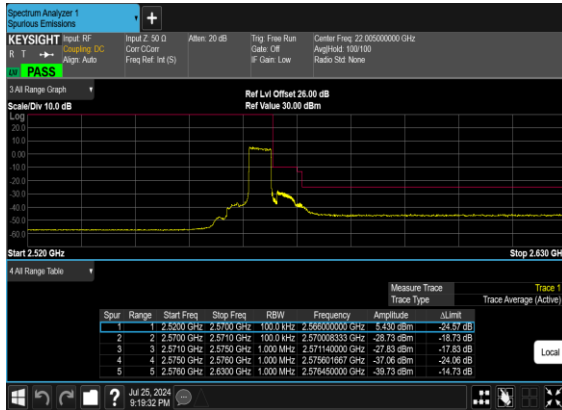 Spectrum Analyzer 1
Spurious Emissions
KEYSIGHT Input: RF Input Z: 50 Ω Atten: 20 dB Trig: Free Run Center Freq: 22.005000000 GHz
R T Coupling: DC Corr CCorr Gate: Off Avg|Hold: 100/100
Align: Auto Freq Ref: Int (S) IF Gain: Low Radio Std: None
PASS
3 All Range Graph Ref Lvl Offset 26.00 dB
Scale/Div 10.0 dB Ref Value 30.00 dBm
Log
20.0
10.0
0.00
-10.0
-20.0
-30.0
-40.0
-50.0
-60.0
Start 2.520 GHz Stop 2.630 GHz
4 All Range Table
Measure Trace Trace 1
Trace Type Trace Average (Active)
Spur Range Start Freq Stop Freq RBW Frequency Amplitude ΔLimit
1 1 2.5200 GHz 2.5700 GHz 100.0 kHz 2.566000000 GHz 5.430 dBm -24.57 dB
2 2 2.5700 GHz 2.5710 GHz 100.0 kHz 2.570008333 GHz -28.73 dBm -18.73 dB
3 3 2.5710 GHz 2.5750 GHz 1.000 MHz 2.571140000 GHz -27.83 dBm -17.83 dB
4 4 2.5750 GHz 2.5760 GHz 1.000 MHz 2.575601667 GHz -37.06 dBm -24.06 dB
5 5 2.5760 GHz 2.6300 GHz 1.000 MHz 2.576450000 GHz -39.73 dBm -14.73 dB
Local
? Jul 25, 2024
9:19:32 PM